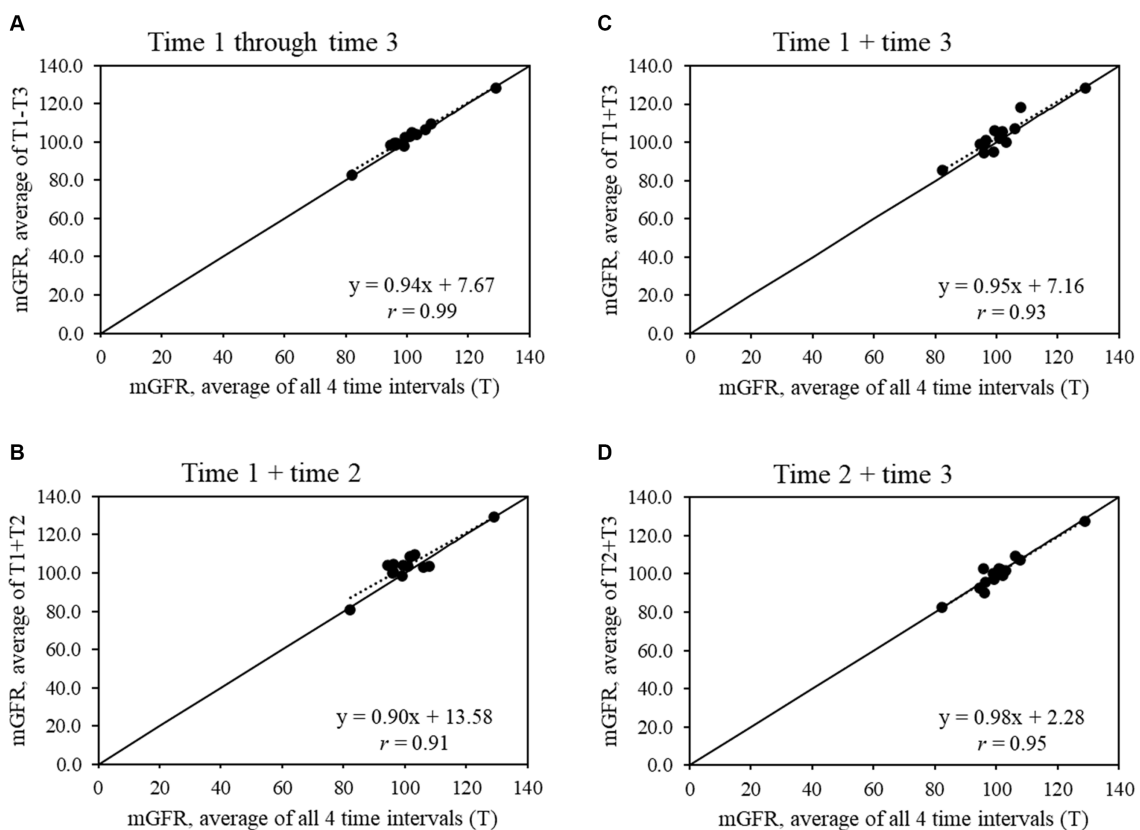 A
Time 1 through time 3
mGFR, average of T1-T3
140.0
120.0
100.0
80.0
60.0
40.0
20.0
0.0
y = 0.94x + 7.67
r = 0.99
0 20 40 60 80 100 120 140
mGFR, average of all 4 time intervals (T)
C
Time 1 + time 3
mGFR, average of T1+T3
140.0
120.0
100.0
80.0
60.0
40.0
20.0
0.0
y = 0.95x + 7.16
r = 0.93
0 20 40 60 80 100 120 140
mGFR, average of all 4 time intervals (T)
B
Time 1 + time 2
mGFR, average of T1+T2
140.0
120.0
100.0
80.0
60.0
40.0
20.0
0.0
y = 0.90x + 13.58
r = 0.91
0 20 40 60 80 100 120 140
mGFR, average of all 4 time intervals (T)
D
Time 2 + time 3
mGFR, average of T2+T3
140.0
120.0
100.0
80.0
60.0
40.0
20.0
0.0
y = 0.98x + 2.28
r = 0.95
0 20 40 60 80 100 120 140
mGFR, average of all 4 time intervals (T)